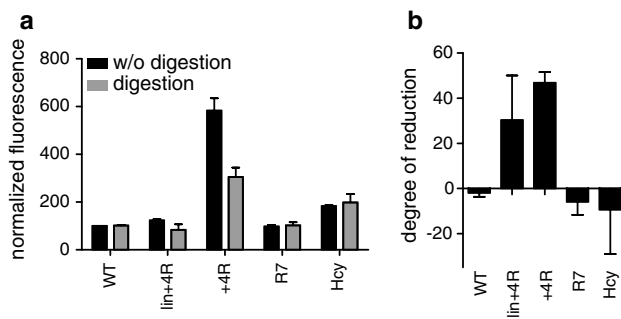 a
normalized fluorescence
800
600
400
200
0
w/o digestion
digestion
WT
lin+4R
+4R
R7
Hcy
b
degree of reduction
60
40
20
0
-20
WT
lin+4R
+4R
R7
Hcy